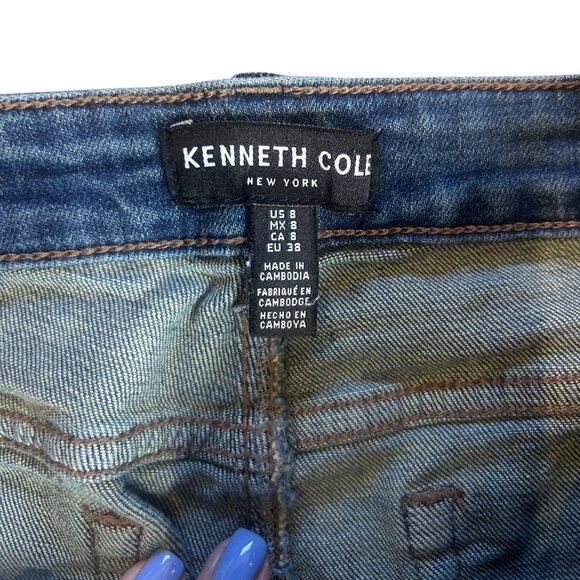 KENNETH COLE
NEW YORK
US 8
MX 8
CA 8
EU 38
MADE IN
CAMBODIA
FABRIQUÉ EN
CAMBODGE
HECHO EN
CAMBOYA